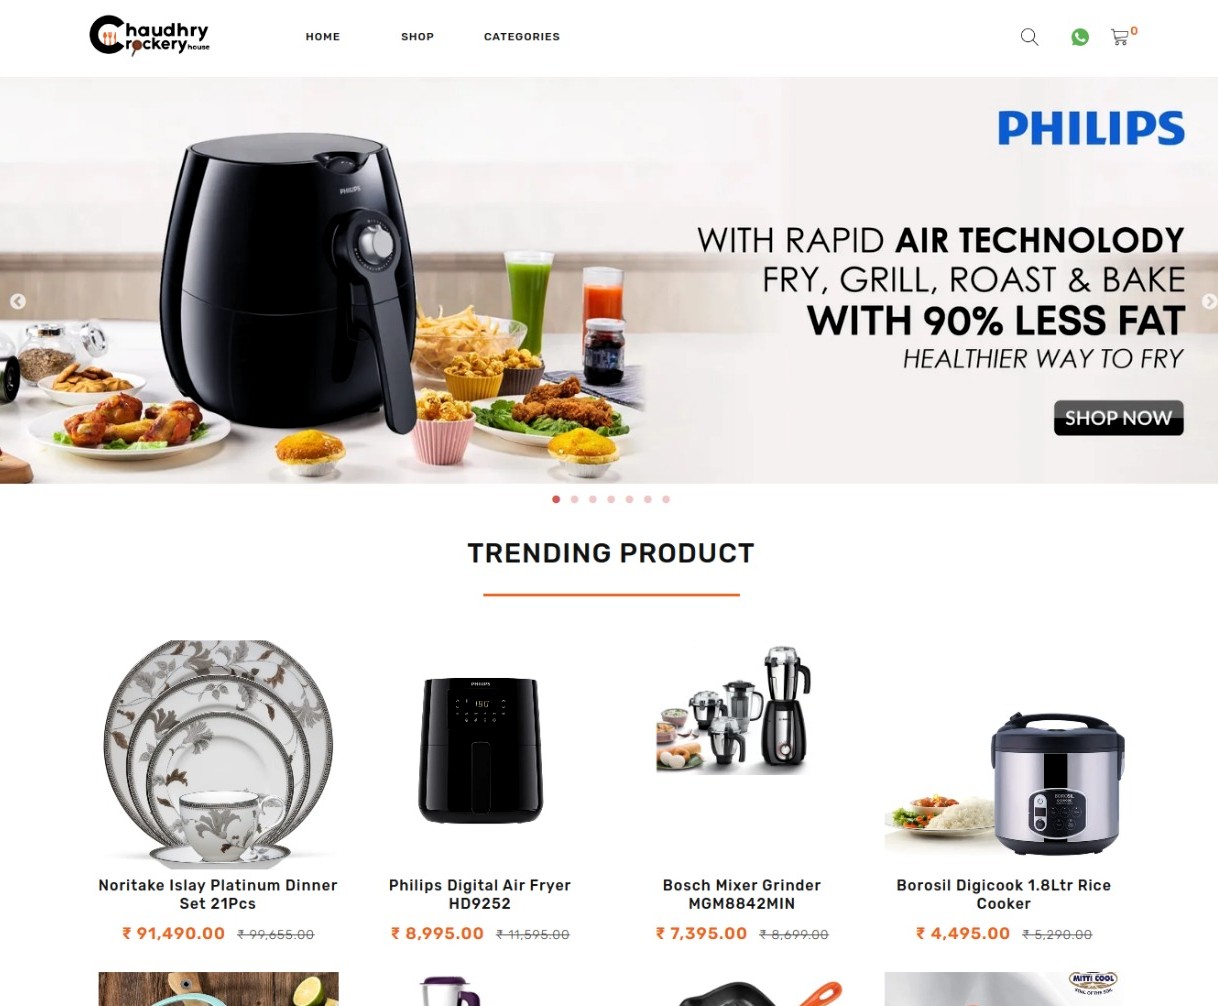 Chaudhry
Crockery house
HOME
SHOP
CATEGORIES
0
PHILIPS
PHILIPS
WITH RAPID AIR TECHNOLODY
FRY, GRILL, ROAST & BAKE
WITH 90% LESS FAT
HEALTHIER WAY TO FRY
SHOP NOW
TRENDING PRODUCT
PHILIPS
BOROSIL
Noritake Islay Platinum Dinner
Set 21Pcs
₹ 91,490.00 ₹ 99,655.00
Philips Digital Air Fryer
HD9252
₹ 8,995.00 ₹ 11,595.00
Bosch Mixer Grinder
MGM8842MIN
₹ 7,395.00 ₹ 8,699.00
Borosil Digicook 1.8Ltr Rice
Cooker
₹ 4,495.00 ₹ 5,290.00
MITTI COOL